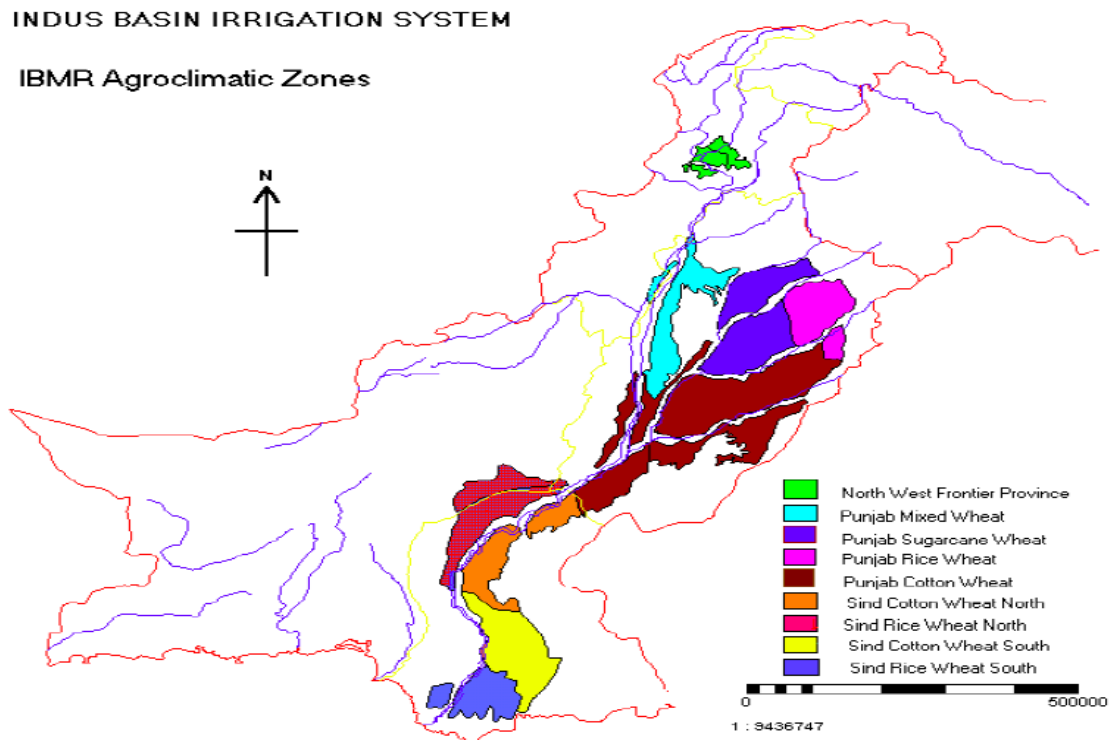 INDUS BASIN IRRIGATION SYSTEM
IBMR Agroclimatic Zones
N
North West Frontier Province
Punjab Mixed Wheat
Punjab Sugarcane Wheat
Punjab Rice Wheat
Punjab Cotton Wheat
Sind Cotton Wheat North
Sind Rice Wheat North
Sind Cotton Wheat South
Sind Rice Wheat South
0
500000
1 : 9436747